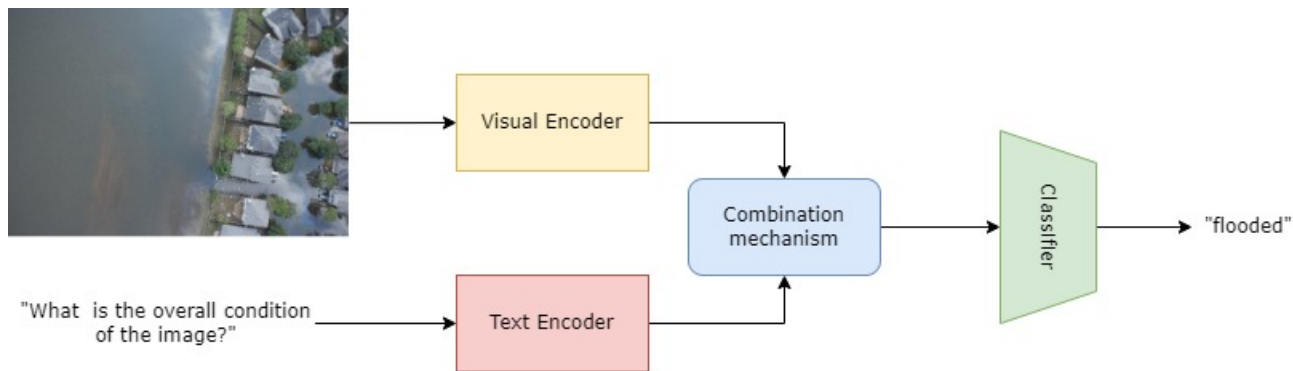 Visual Encoder
Combination
mechanism
Classifier
"flooded"
"What  is the overall condition
of the image?"
Text Encoder